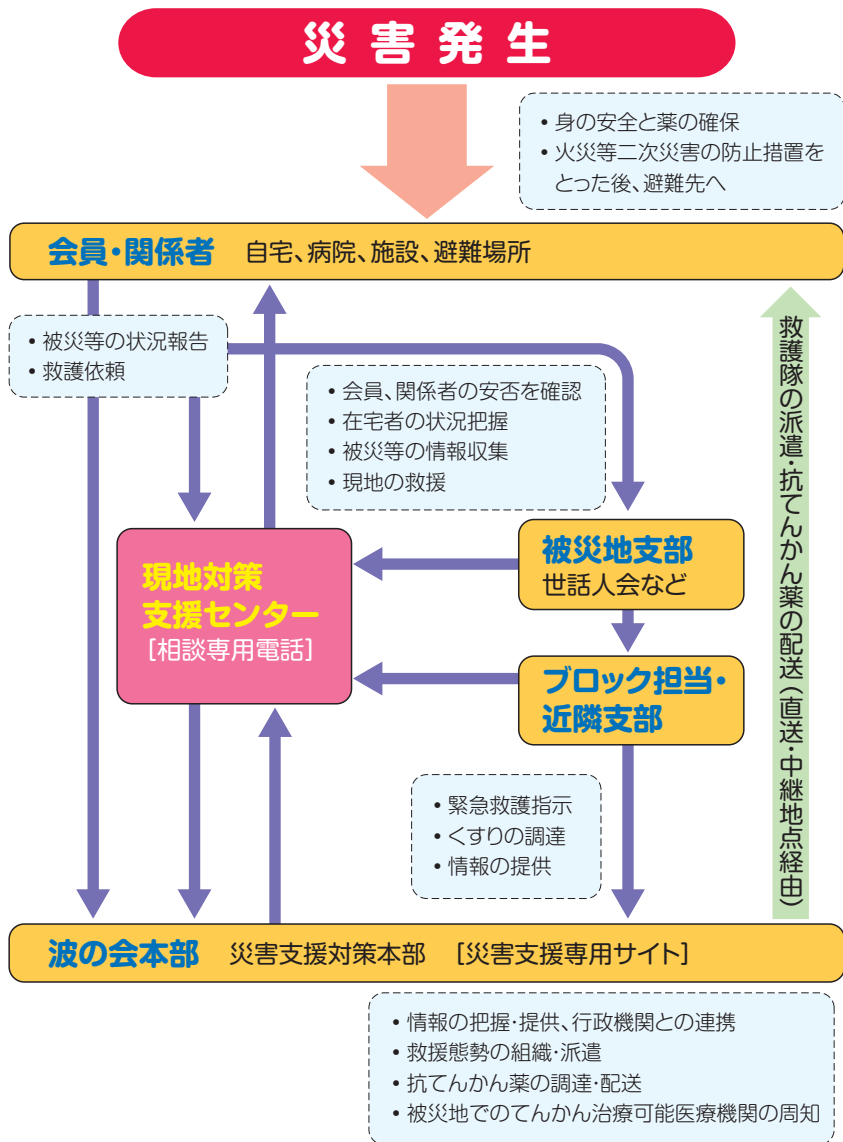 災害発生
• 身の安全と薬の確保
• 火災等二次災害の防止措置を
とった後、避難先へ
会員・関係者 自宅、病院、施設、避難場所
• 被災等の状況報告
• 救護依頼
• 会員、関係者の安否を確認
• 在宅者の状況把握
• 被災等の情報収集
• 現地の救援
救護隊の派遣・抗てんかん薬の配送(直送・中継地点経由)
現地対策
支援センター
[相談専用電話]
被災地支部
世話人会など
ブロック担当・
近隣支部
• 緊急救護指示
• くすりの調達
• 情報の提供
波の会本部 災害支援対策本部 [災害支援専用サイト]
• 情報の把握・提供、行政機関との連携
• 救援態勢の組織・派遣
• 抗てんかん薬の調達・配送
• 被災地でのてんかん治療可能医療機関の周知